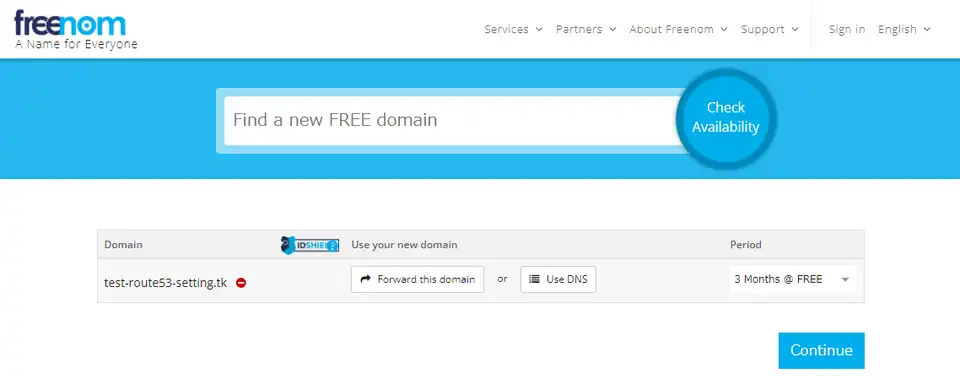 freenom
A Name for Everyone
Services Partners About Freenom Support Sign in English
Find a new FREE domain
Check
Availability
Domain IDSHIELD ? Use your new domain Period
test-route53-setting.tk Forward this domain or Use DNS 3 Months @ FREE
Continue